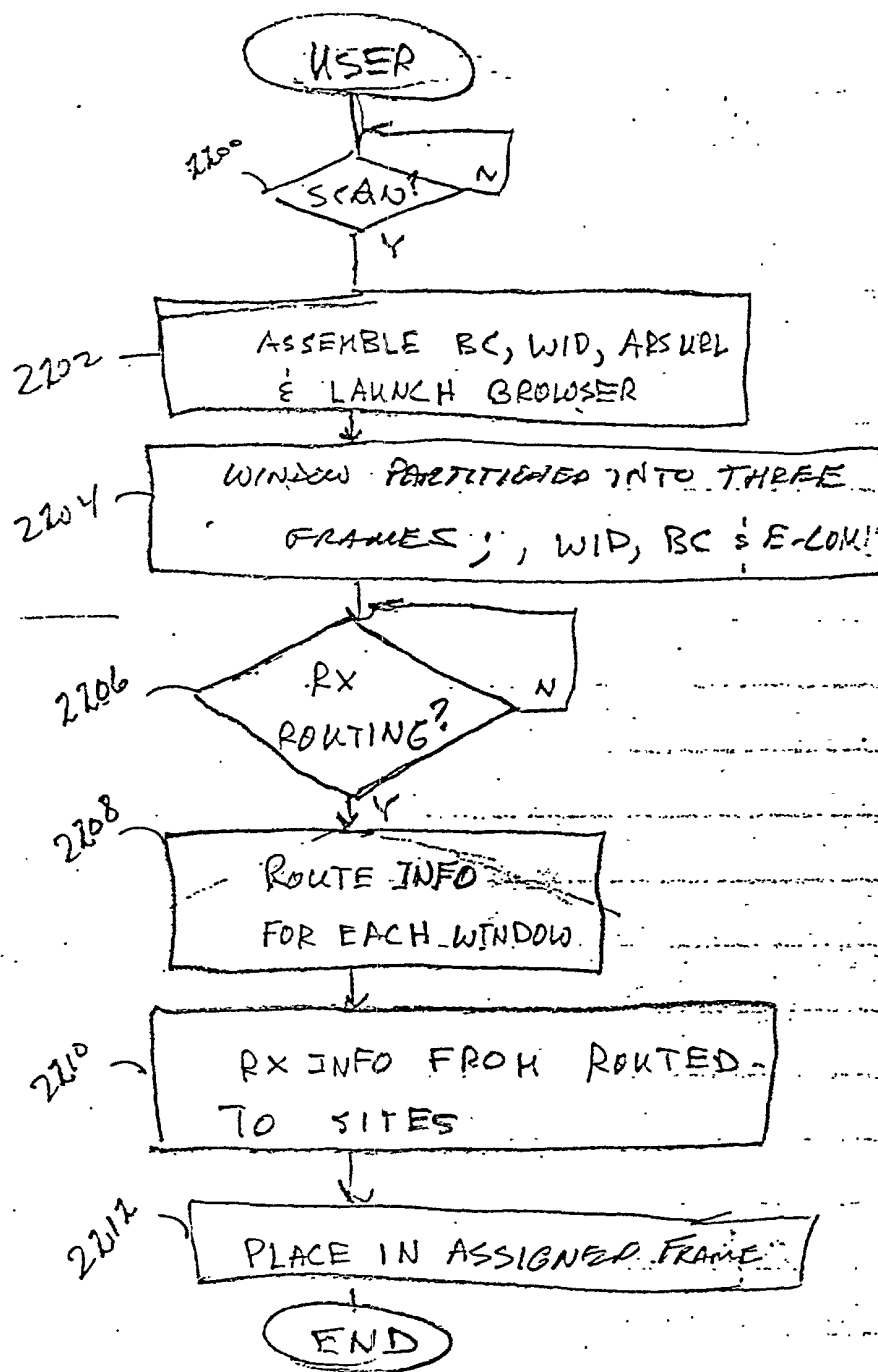 USER
2200
SCAN?
N
Y
2202
ASSEMBLE BC, WID, ARS URL
& LAUNCH BROWSER
2204
WINDOW PARTITIONED INTO THREE
FRAMES;, WID, BC & E-COM!
2206
RX
ROUTING?
N
Y
2208
ROUTE INFO
FOR EACH WINDOW
2210
RX INFO FROM ROUTED-
TO SITES
2212
PLACE IN ASSIGNED FRAME
END